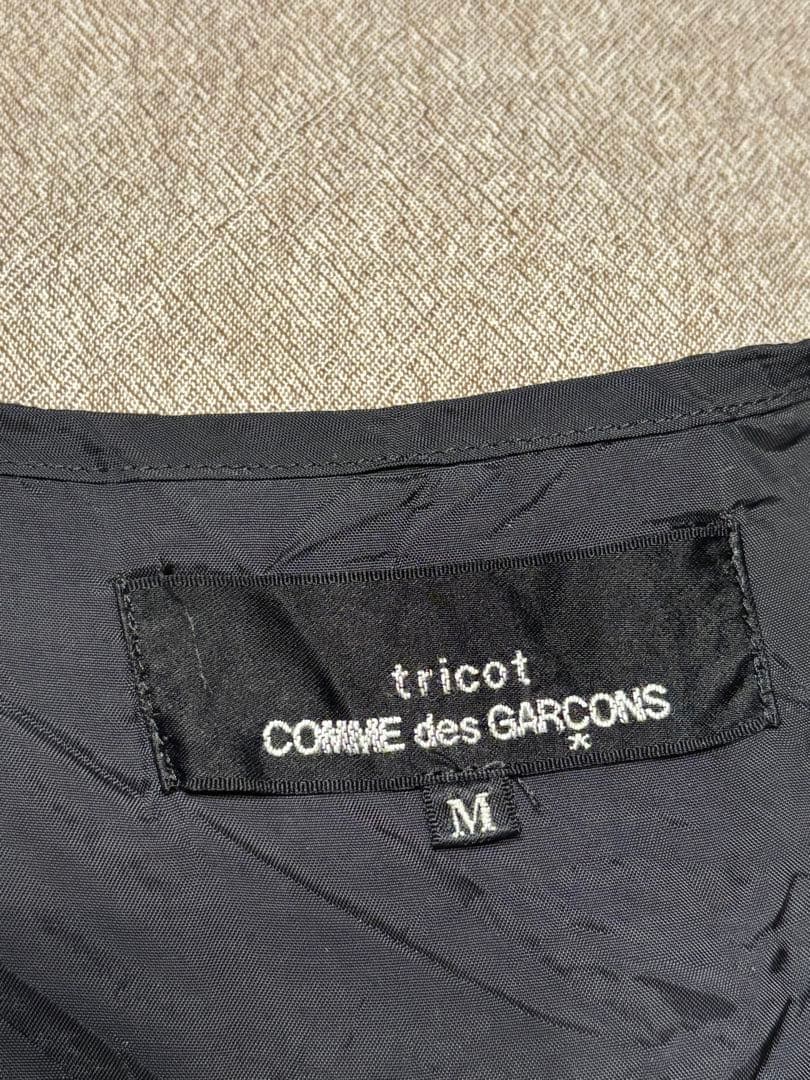 tricot
COMME des GARCONS
*
M